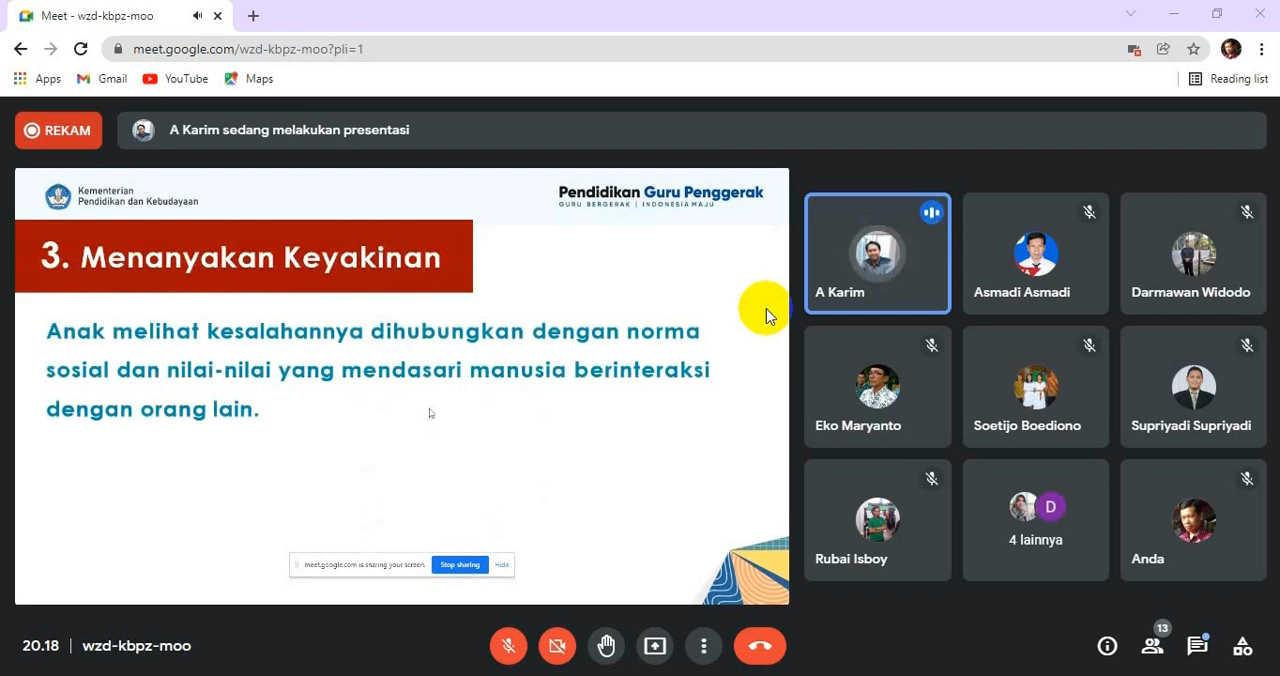 Meet - wzd-kbpz-moo
meet.google.com/wzd-kbpz-moo?pli=1
Apps Gmail YouTube Maps Reading list
REKAM A Karim sedang melakukan presentasi
Kementerian
Pendidikan dan Kebudayaan
Pendidikan Guru Penggerak
GURU BERGERAK | INDONESIA MAJU
3. Menanyakan Keyakinan
Anak melihat kesalahannya dihubungkan dengan norma
sosial dan nilai-nilai yang mendasari manusia berinteraksi
dengan orang lain.
meet.google.com is sharing your screen. Stop sharing Hide
A Karim Asmadi Asmadi Darmawan Widodo
Eko Maryanto Soetijo Boediono Supriyadi Supriyadi
D
Rubai Isboy 4 lainnya Anda
20.18 | wzd-kbpz-moo
13